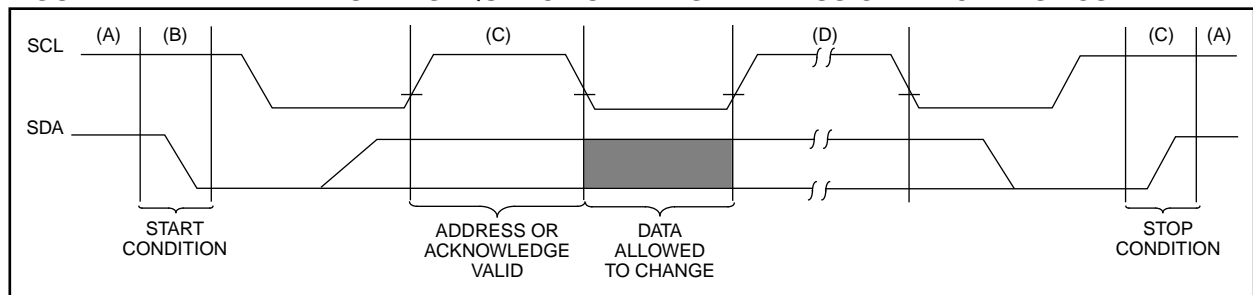 (A) (B) (C) (D) (C) (A)
SCL
SDA
START
CONDITION
ADDRESS OR
ACKNOWLEDGE
VALID
DATA
ALLOWED
TO CHANGE
STOP
CONDITION